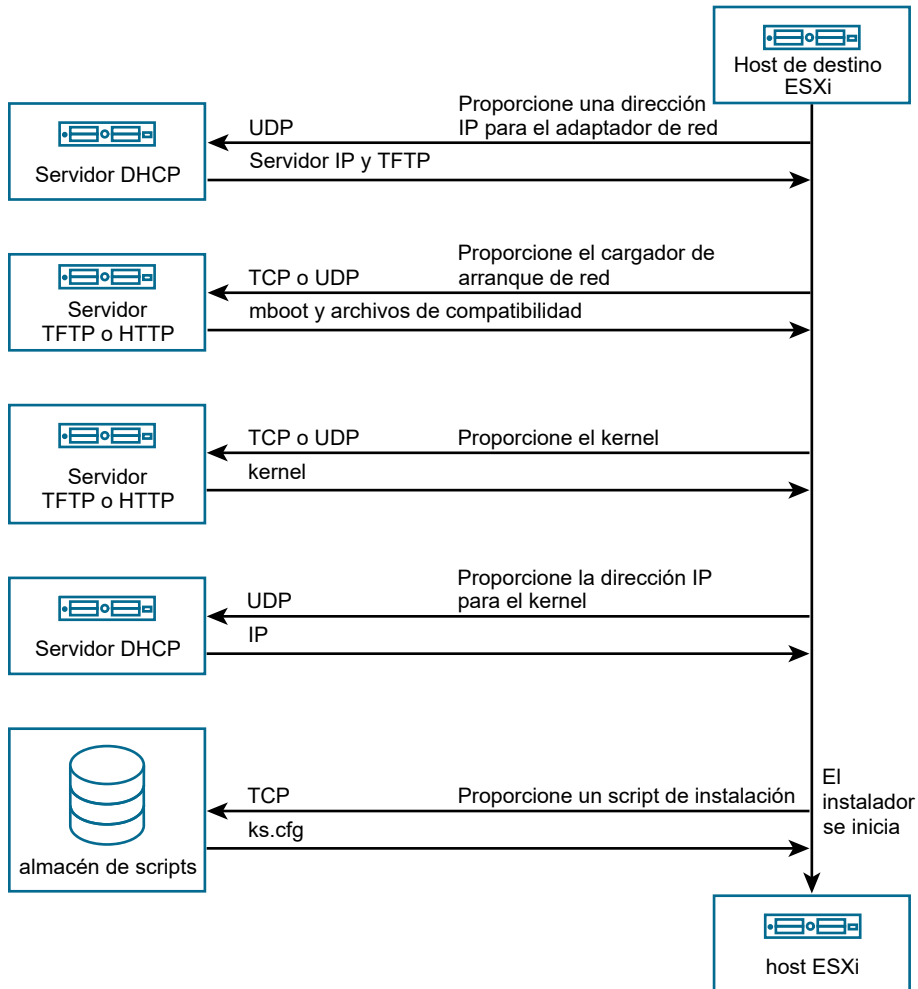 Host de destino
ESXi
Proporcione una dirección
UDP
IP para el adaptador de red
Servidor IP y TFTP
Servidor DHCP
Proporcione el cargador de
TCP o UDP
arranque de red
mboot y archivos de compatibilidad
Servidor
TFTP o HTTP
TCP o UDP
Proporcione el kernel
kernel
Servidor
TFTP o HTTP
Proporcione la dirección IP
UDP
para el kernel
IP
Servidor DHCP
TCP
Proporcione un script de instalación
ks.cfg
almacén de scripts
El
instalador
se inicia
host ESXi